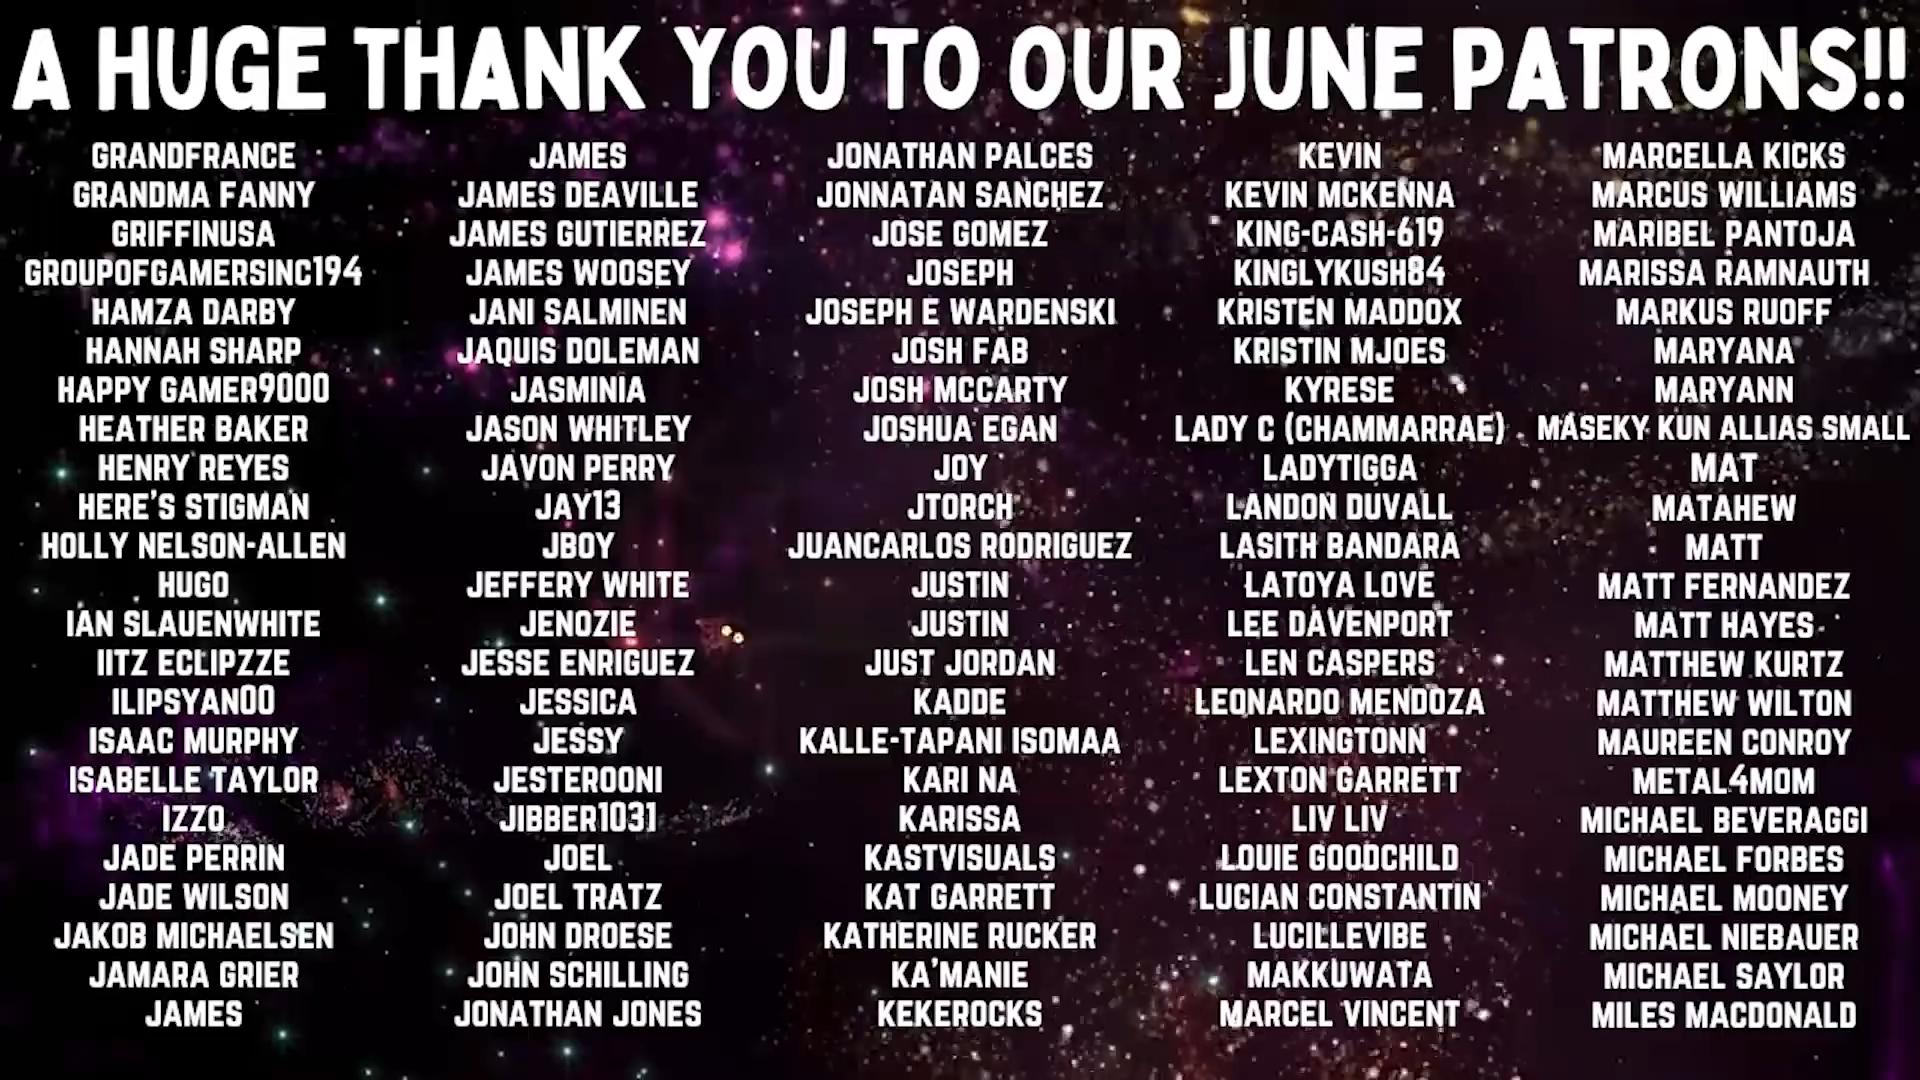 A HUGE THANK YOU TO OUR JUNE PATRONS!!
GRANDFRANCE
GRANDMA FANNY
GRIFFINUSA
GROUPOFGAMERSINC194
HAMZA DARBY
HANNAH SHARP
HAPPY GAMER9000
HEATHER BAKER
HENRY REYES
HERE'S STIGMAN
HOLLY NELSON-ALLEN
HUGO
IAN SLAUENWHITE
IITZ ECLIPZZE
ILIPSYAN00
ISAAC MURPHY
ISABELLE TAYLOR
IZZO
JADE PERRIN
JADE WILSON
JAKOB MICHAELSEN
JAMARA GRIER
JAMES
JAMES
JAMES DEAVILLE
JAMES GUTIERREZ
JAMES WOOSEY
JANI SALMINEN
JAQUIS DOLEMAN
JASMINIA
JASON WHITLEY
JAVON PERRY
JAY13
JBOY
JEFFERY WHITE
JENOZIE
JESSE ENRIGUEZ
JESSICA
JESSY
JESTEROONI
JIBBER1031
JOEL
JOEL TRATZ
JOHN DROESE
JOHN SCHILLING
JONATHAN JONES
JONATHAN PALCES
JONNATAN SANCHEZ
JOSE GOMEZ
JOSEPH
JOSEPH E WARDENSKI
JOSH FAB
JOSH MCCARTY
JOSHUA EGAN
JOY
JTORCH
JUANCARLOS RODRIGUEZ
JUSTIN
JUSTIN
JUST JORDAN
KADDE
KALLE-TAPANI ISOMAA
KARI NA
KARISSA
KASTVISUALS
KAT GARRETT
KATHERINE RUCKER
KA'MANIE
KEKEROCKS
KEVIN
KEVIN MCKENNA
KING-CASH-619
KINGLYKUSH84
KRISTEN MADDOX
KRISTIN MJOES
KYRESE
LADY C (CHAMMARRAE)
LADYTIGGA
LANDON DUVALL
LASITH BANDARA
LATOYA LOVE
LEE DAVENPORT
LEN CASPERS
LEONARDO MENDOZA
LEXINGTONN
LEXTON GARRETT
LIV LIV
LOUIE GOODCHILD
LUCIAN CONSTANTIN
LUCILLEVIBE
MAKKUWATA
MARCEL VINCENT
MARCELLA KICKS
MARCUS WILLIAMS
MARIBEL PANTOJA
MARISSA RAMNAUTH
MARKUS RUOFF
MARYANA
MARYANN
MASEKY KUN ALLIAS SMALL
MAT
MATAHEW
MATT
MATT FERNANDEZ
MATT HAYES
MATTHEW KURTZ
MATTHEW WILTON
MAUREEN CONROY
METAL4MOM
MICHAEL BEVERAGGI
MICHAEL FORBES
MICHAEL MOONEY
MICHAEL NIEBAUER
MICHAEL SAYLOR
MILES MACDONALD